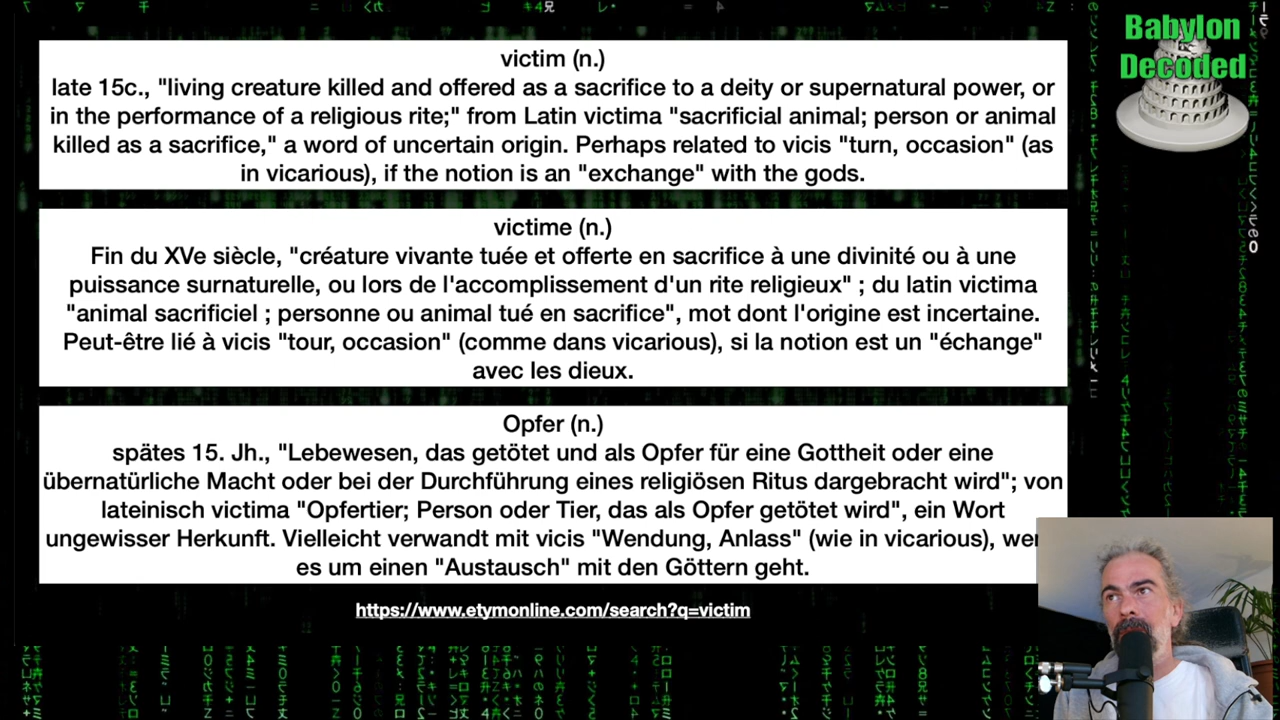 Babylon
Decoded
victim (n.)
late 15c., "living creature killed and offered as a sacrifice to a deity or supernatural power, or
in the performance of a religious rite;" from Latin victima "sacrificial animal; person or animal
killed as a sacrifice," a word of uncertain origin. Perhaps related to vicis "turn, occasion" (as
in vicarious), if the notion is an "exchange" with the gods.
victime (n.)
Fin du XVe siècle, "créature vivante tuée et offerte en sacrifice à une divinité ou à une
puissance surnaturelle, ou lors de l'accomplissement d'un rite religieux" ; du latin victima
"animal sacrificiel ; personne ou animal tué en sacrifice", mot dont l'origine est incertaine.
Peut-être lié à vicis "tour, occasion" (comme dans vicarious), si la notion est un "échange"
avec les dieux.
Opfer (n.)
spätes 15. Jh., "Lebewesen, das getötet und als Opfer für eine Gottheit oder eine
übernatürliche Macht oder bei der Durchführung eines religiösen Ritus dargebracht wird"; von
lateinisch victima "Opfertier; Person oder Tier, das als Opfer getötet wird", ein Wort
ungewisser Herkunft. Vielleicht verwandt mit vicis "Wendung, Anlass" (wie in vicarious),
es um einen "Austausch" mit den Göttern geht.
https://www.etymonline.com/search?q=victim